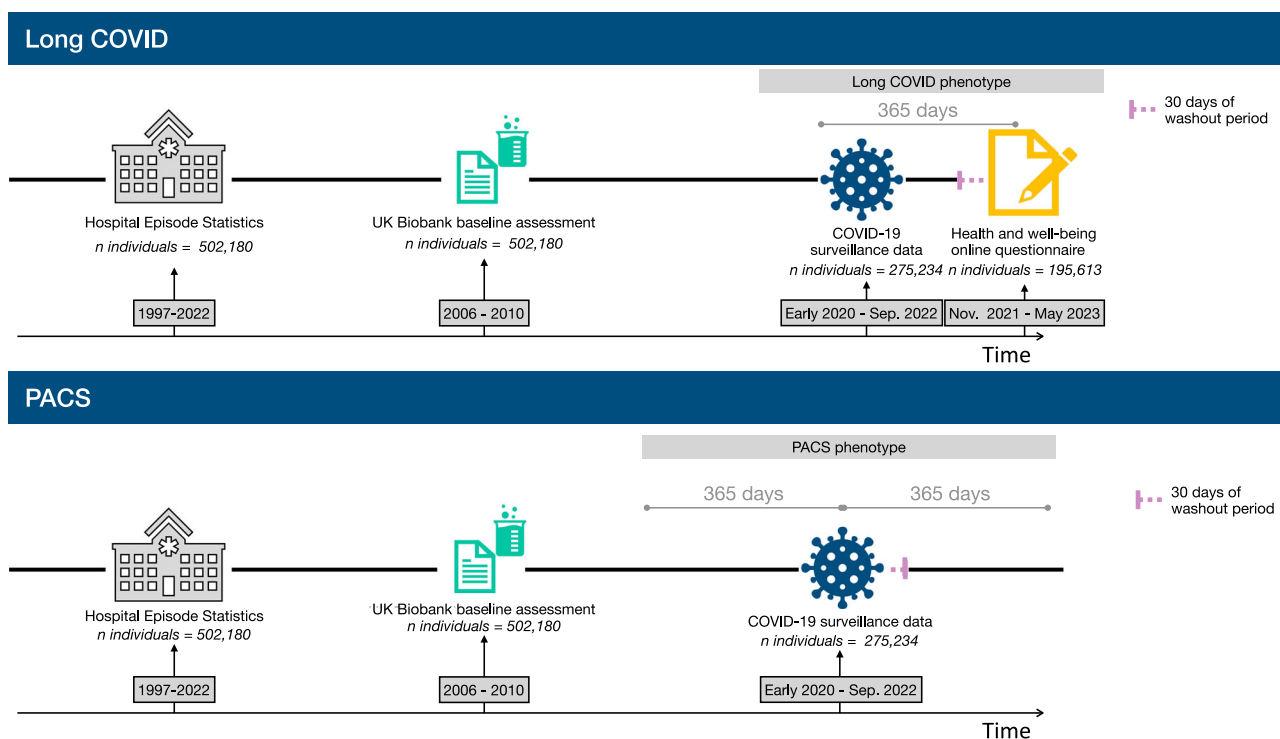 Long COVID
Long COVID phenotype
365 days
30 days of
washout period
Hospital Episode Statistics
n individuals = 502,180
UK Biobank baseline assessment
n individuals = 502,180
COVID-19
surveillance data
n individuals = 275,234
Health and well-being
online questionnaire
n individuals = 195,613
1997-2022
2006 - 2010
Early 2020 - Sep. 2022
Nov. 2021 - May 2023
Time
PACS
PACS phenotype
365 days
365 days
30 days of
washout period
Hospital Episode Statistics
n individuals = 502,180
UK Biobank baseline assessment
n individuals = 502,180
COVID-19 surveillance data
n individuals = 275,234
1997-2022
2006 - 2010
Early 2020 - Sep. 2022
Time